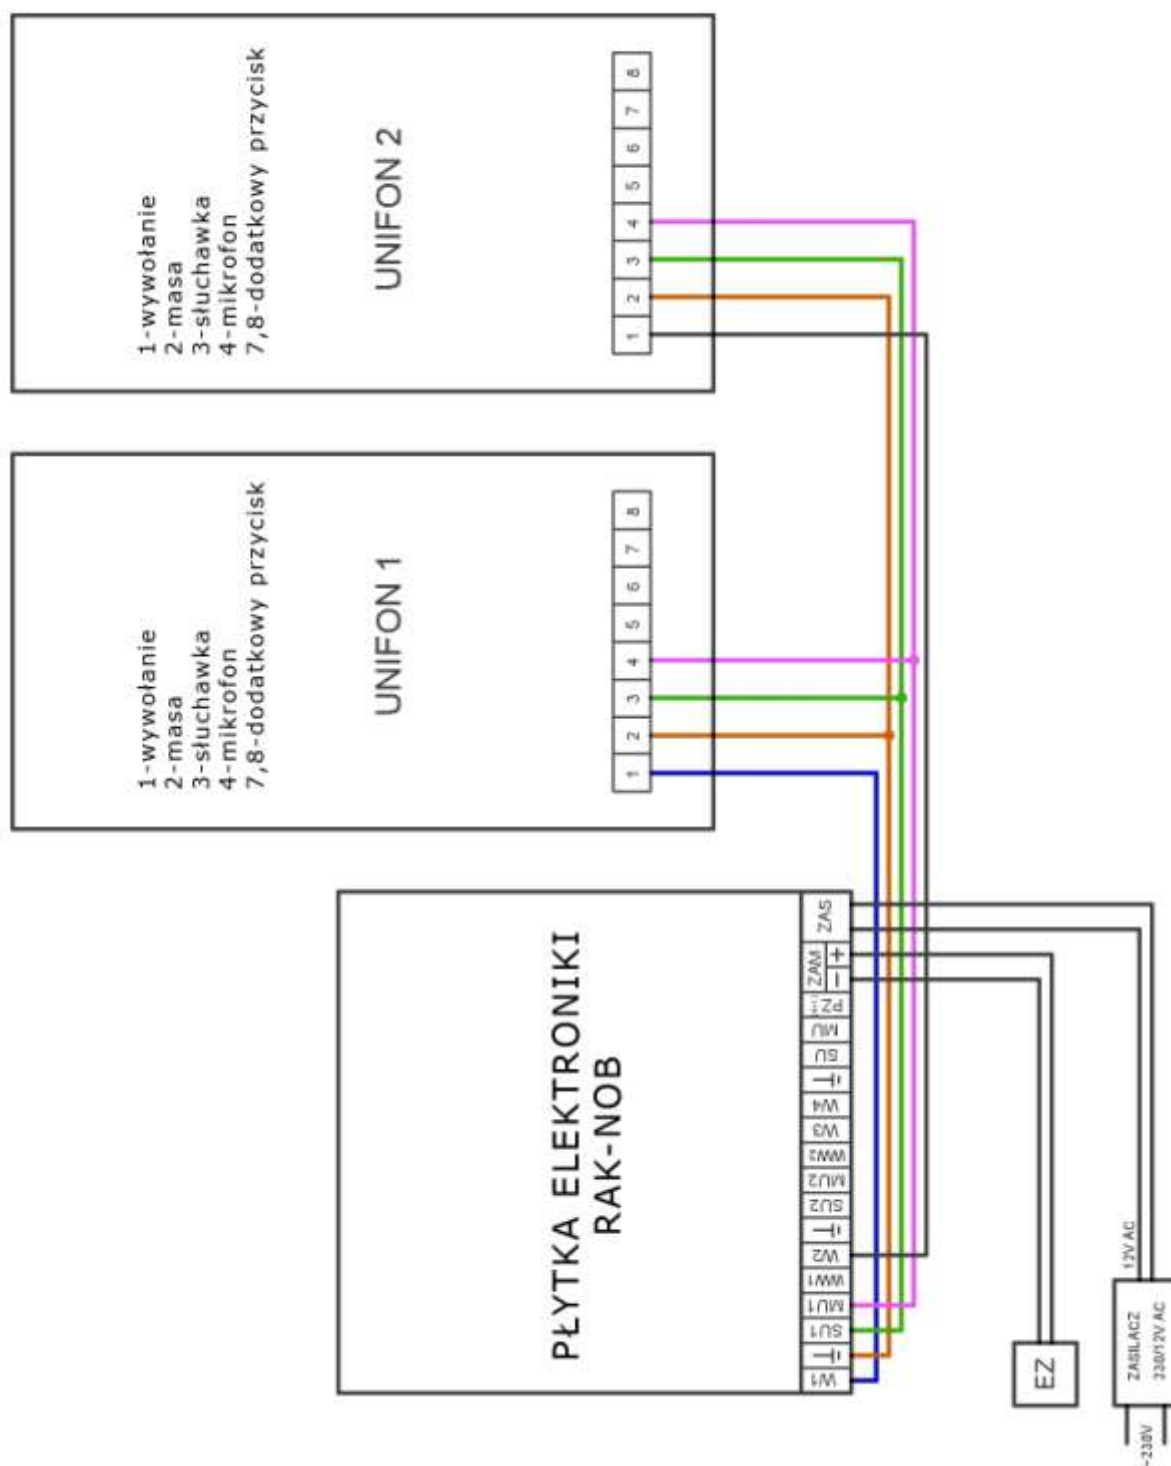 PŁYTKA ELEKTRONIKI
RAK-NOB
W1
SU1
MU1
WW1
W2
SU2
MU2
WW2
W3
W4
SU
MU
PZ
ZAM
- +
ZAS
1-wywołanie
2-masa
3-słuchawka
4-mikrofon
7,8-dodatkowy przycisk
UNIFON 1
1 2 3 4 5 6 7 8
1-wywołanie
2-masa
3-słuchawka
4-mikrofon
7,8-dodatkowy przycisk
UNIFON 2
1 2 3 4 5 6 7 8
EZ
12V AC
ZASILACZ
230/12V AC
~230V